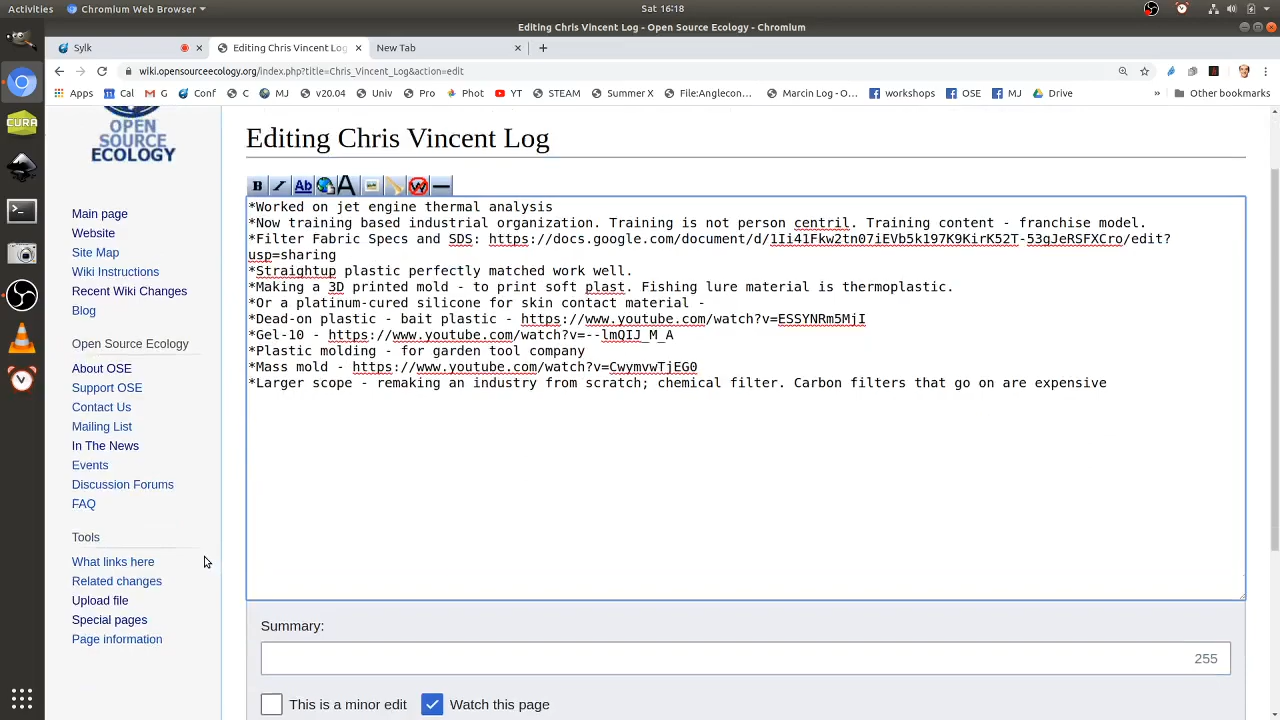 Activities
Chromium Web Browser
Sat 16:18
Editing Chris Vincent Log - Open Source Ecology - Chromium
Sylk
Editing Chris Vincent Log
New Tab
wiki.opensourceecology.org/index.php?title=Chris_Vincent_Log&action=edit
Apps
Cal
G
Conf
C
MJ
v20.04
Univ
Pro
Phot
YT
STEAM
Summer X
File:Anglecon...
Marcin Log - O...
workshops
OSE
MJ
Drive
Other bookmarks
CURA
OPEN
SOURCE
ECOLOGY
Main page
Website
Site Map
Wiki Instructions
Recent Wiki Changes
Blog
Open Source Ecology
About OSE
Support OSE
Contact Us
Mailing List
In The News
Events
Discussion Forums
FAQ
Tools
What links here
Related changes
Upload file
Special pages
Page information
Editing Chris Vincent Log
B I Ab A W
*Worked on jet engine thermal analysis
*Now training based industrial organization. Training is not person centril. Training content - franchise model.
*Filter Fabric Specs and SDS: https://docs.google.com/document/d/1Ii41Fkw2tn07iEVb5k197K9KirK52T-53qJeRSFXCro/edit?
usp=sharing
*Straightup plastic perfectly matched work well.
*Making a 3D printed mold - to print soft plast. Fishing lure material is thermoplastic.
*Or a platinum-cured silicone for skin contact material -
*Dead-on plastic - bait plastic - https://www.youtube.com/watch?v=ESSYNRm5MjI
*Gel-10 - https://www.youtube.com/watch?v=--lmQIJ_M_A
*Plastic molding - for garden tool company
*Mass mold - https://www.youtube.com/watch?v=CwymvwTjEG0
*Larger scope - remaking an industry from scratch; chemical filter. Carbon filters that go on are expensive
Summary:
255
This is a minor edit
Watch this page